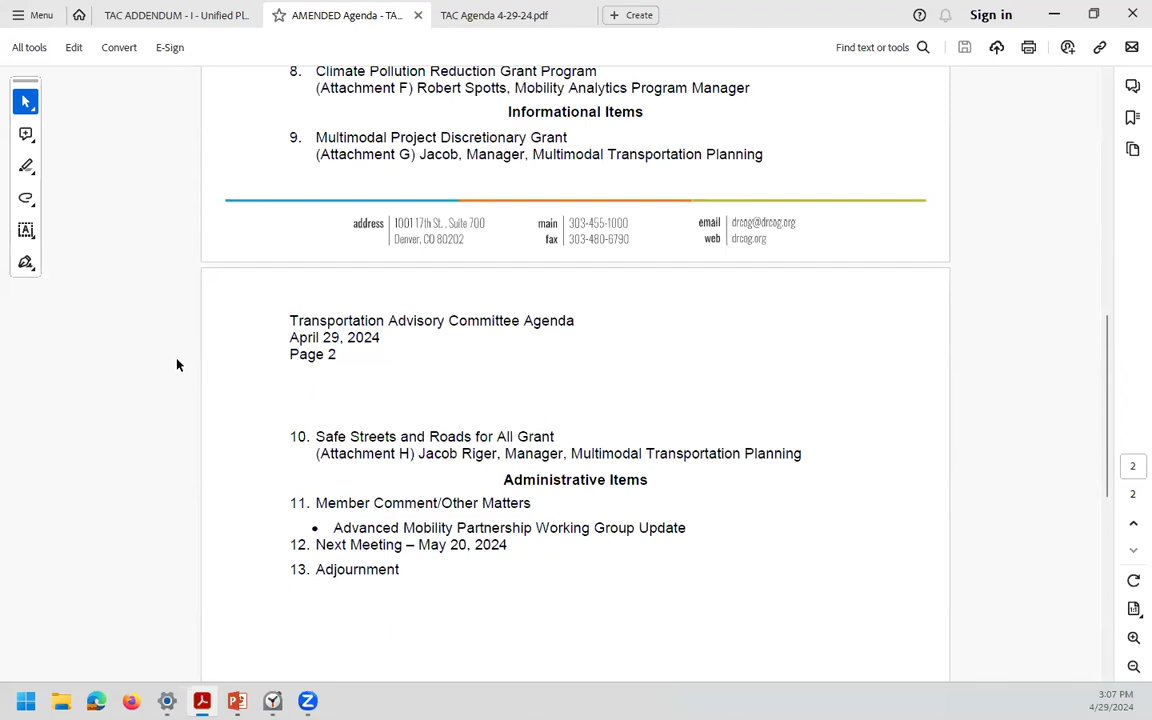 Menu
TAC ADDENDUM - I - Unified PL...
AMENDED Agenda - TA...
TAC Agenda 4-29-24.pdf
Create
Sign in
All tools
Edit
Convert
E-Sign
Find text or tools
8. Climate Pollution Reduction Grant Program
(Attachment F) Robert Spotts, Mobility Analytics Program Manager
Informational Items
9. Multimodal Project Discretionary Grant
(Attachment G) Jacob, Manager, Multimodal Transportation Planning
address 1001 17th St., Suite 700
Denver, CO 80202
main 303-455-1000
fax 303-480-6790
email drcog@drcog.org
web drcog.org
Transportation Advisory Committee Agenda
April 29, 2024
Page 2
10. Safe Streets and Roads for All Grant
(Attachment H) Jacob Riger, Manager, Multimodal Transportation Planning
Administrative Items
11. Member Comment/Other Matters
• Advanced Mobility Partnership Working Group Update
12. Next Meeting – May 20, 2024
13. Adjournment
2
2
3:07 PM
4/29/2024